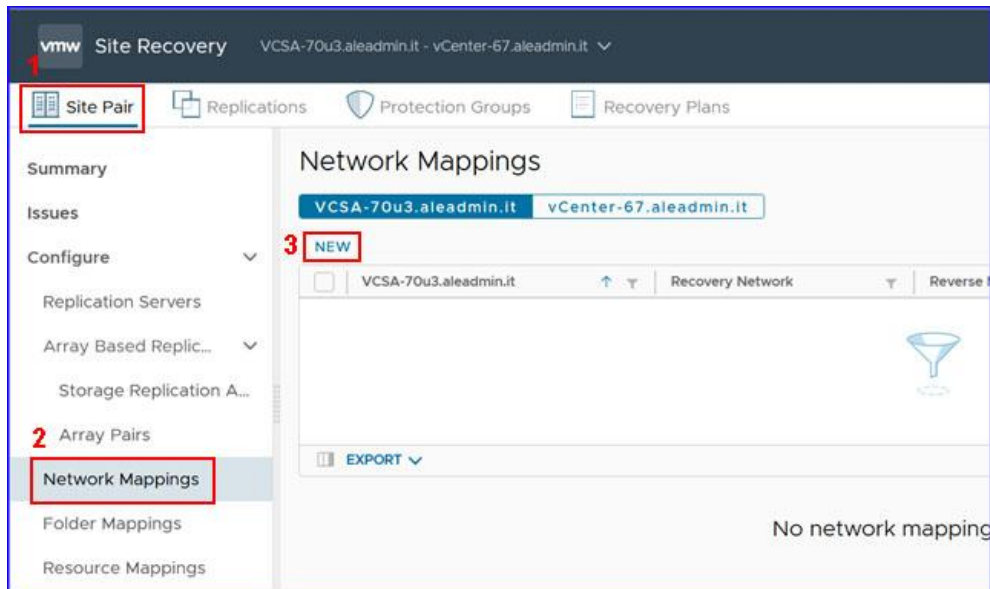 vmw Site Recovery VCSA-70u3.aleadmin.it - vCenter-67.aleadmin.it
1
Site Pair Replications Protection Groups Recovery Plans
Summary
Issues
Configure
Replication Servers
Array Based Replic...
Storage Replication A...
Array Pairs
2
Network Mappings
Folder Mappings
Resource Mappings
Network Mappings
VCSA-70u3.aleadmin.it vCenter-67.aleadmin.it
3 NEW
VCSA-70u3.aleadmin.it Recovery Network Reverse
EXPORT
No network mapping